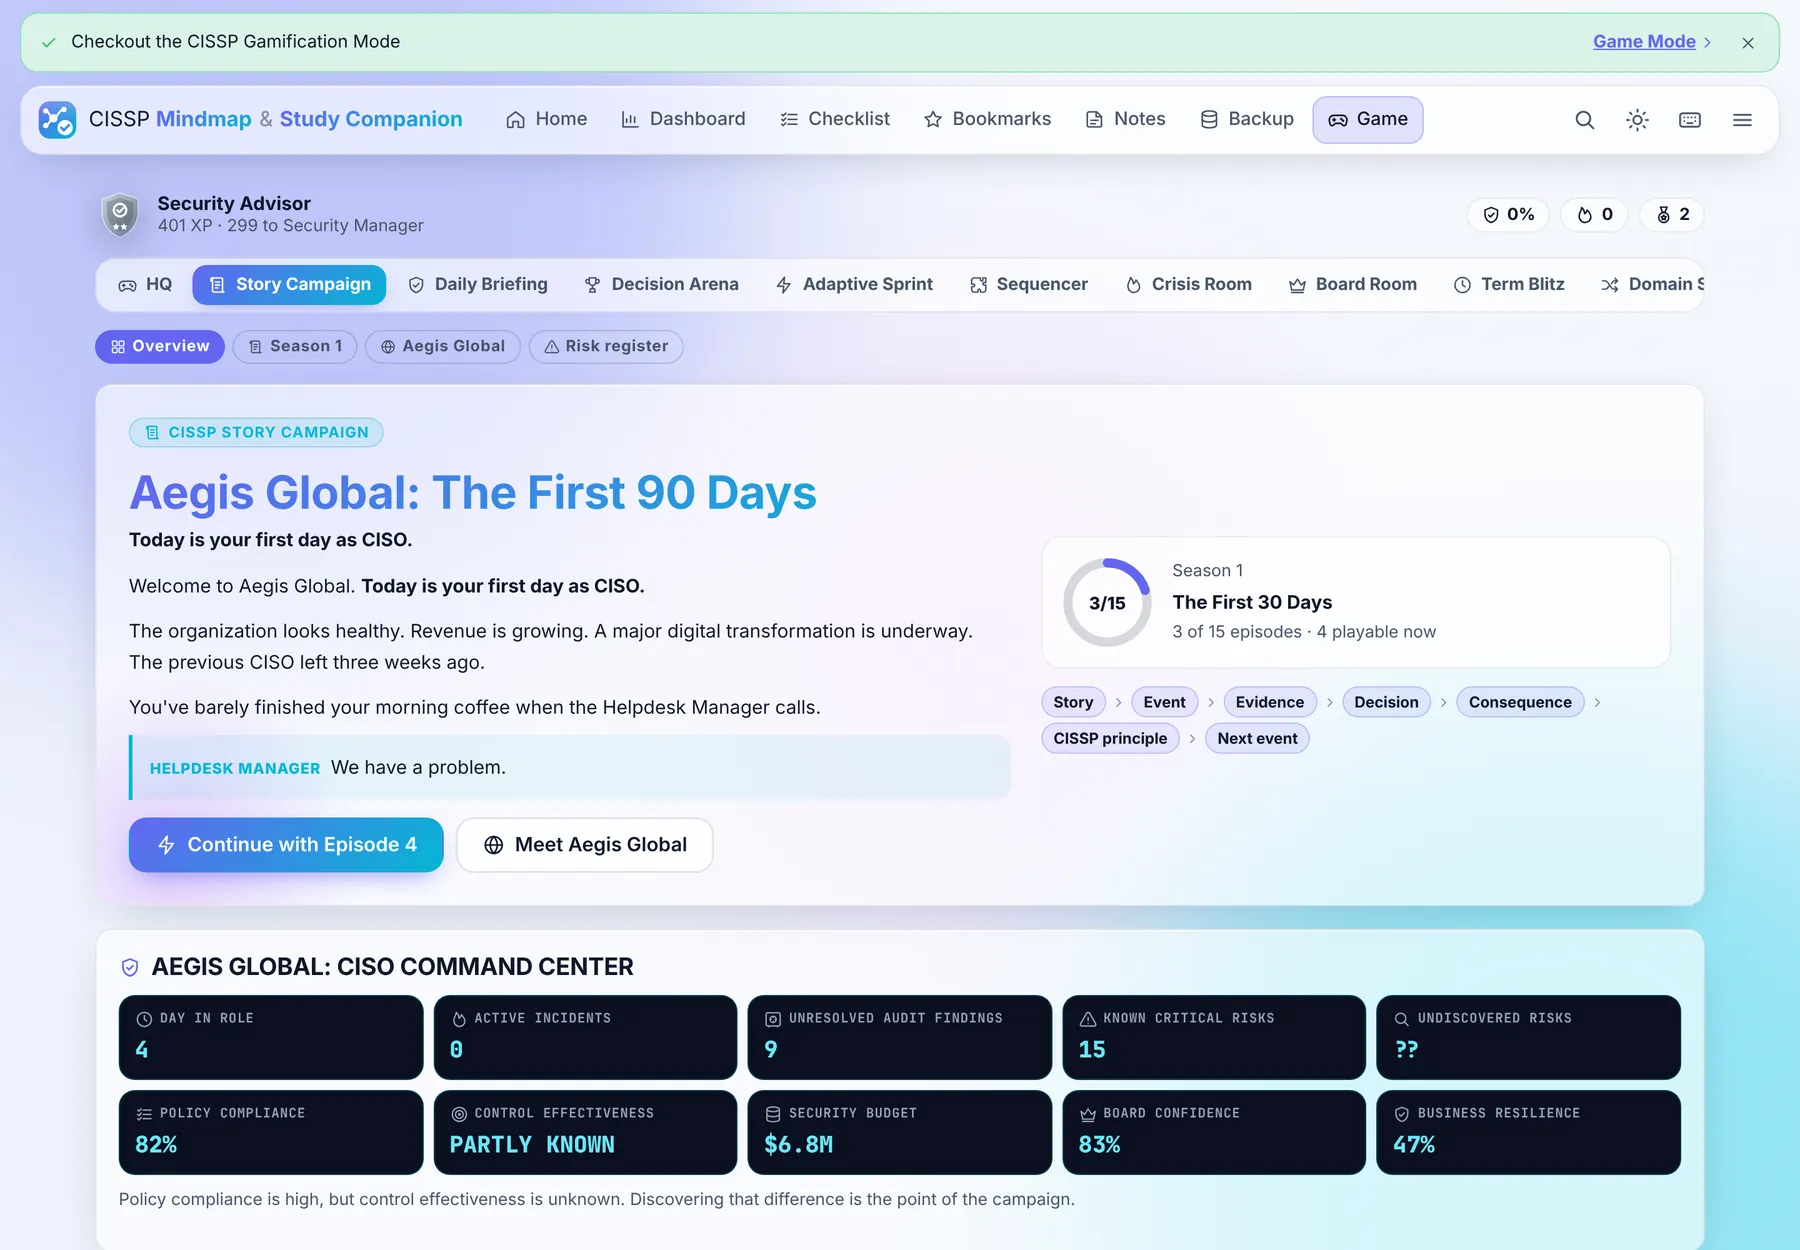 Checkout the CISSP Gamification Mode
Game Mode
CISSP Mindmap & Study Companion
Home
Dashboard
Checklist
Bookmarks
Notes
Backup
Game
Security Advisor
401 XP · 299 to Security Manager
0%
0
2
HQ
Story Campaign
Daily Briefing
Decision Arena
Adaptive Sprint
Sequencer
Crisis Room
Board Room
Term Blitz
Domain S
Overview
Season 1
Aegis Global
Risk register
CISSP STORY CAMPAIGN
Aegis Global: The First 90 Days
Today is your first day as CISO.
Welcome to Aegis Global. Today is your first day as CISO.
The organization looks healthy. Revenue is growing. A major digital transformation is underway.
The previous CISO left three weeks ago.
You've barely finished your morning coffee when the Helpdesk Manager calls.
HELPDESK MANAGER We have a problem.
Continue with Episode 4
Meet Aegis Global
3/15
Season 1
The First 30 Days
3 of 15 episodes · 4 playable now
Story
Event
Evidence
Decision
Consequence
CISSP principle
Next event
AEGIS GLOBAL: CISO COMMAND CENTER
DAY IN ROLE
4
ACTIVE INCIDENTS
0
UNRESOLVED AUDIT FINDINGS
9
KNOWN CRITICAL RISKS
15
UNDISCOVERED RISKS
??
POLICY COMPLIANCE
82%
CONTROL EFFECTIVENESS
PARTLY KNOWN
SECURITY BUDGET
$6.8M
BOARD CONFIDENCE
83%
BUSINESS RESILIENCE
47%
Policy compliance is high, but control effectiveness is unknown. Discovering that difference is the point of the campaign.